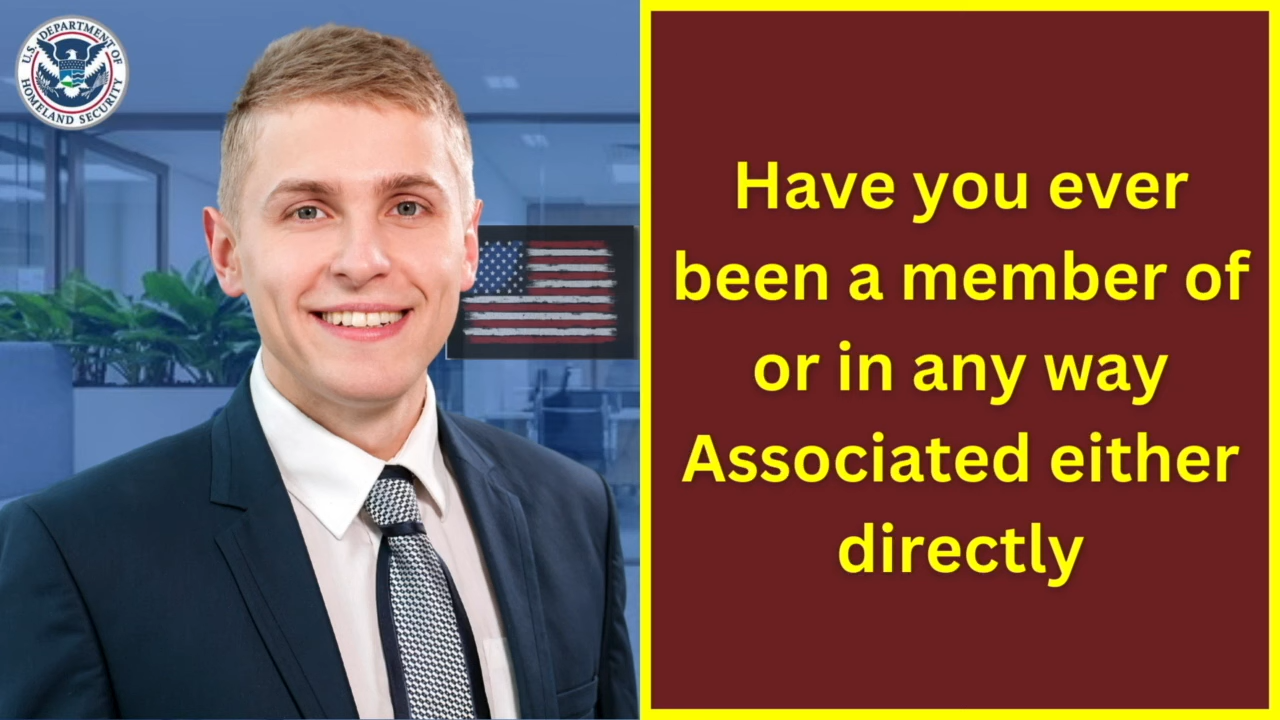 U.S. DEPARTMENT OF
HOMELAND SECURITY
Have you ever
been a member of
or in any way
Associated either
directly